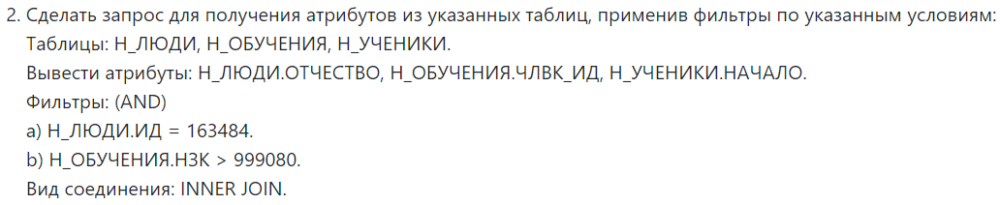 2. Сделать запрос для получения атрибутов из указанных таблиц, применив фильтры по указанным условиям:
Таблицы: Н_ЛЮДИ, Н_ОБУЧЕНИЯ, Н_УЧЕНИКИ.
Вывести атрибуты: Н_ЛЮДИ.ОТЧЕСТВО, Н_ОБУЧЕНИЯ.ЧЛВК_ИД, Н_УЧЕНИКИ.НАЧАЛО.
Фильтры: (AND)
a) Н_ЛЮДИ.ИД = 163484.
b) Н_ОБУЧЕНИЯ.НЗК > 999080.
Вид соединения: INNER JOIN.